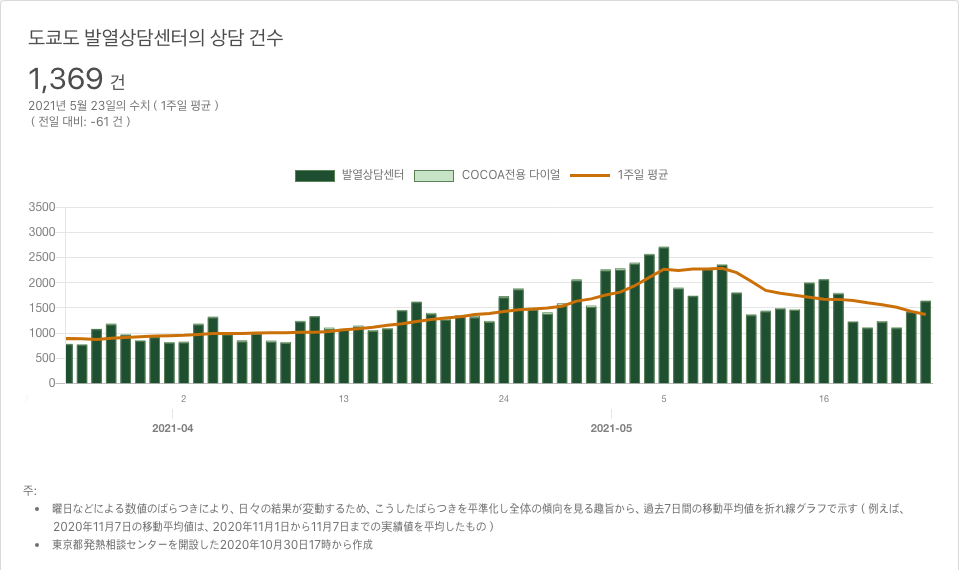 도쿄도 발열상담센터의 상담 건수
1,369 건
2021년 5월 23일의 수치 ( 1주일 평균 )
( 전일 대비: -61 건 )
발열상담센터 COCOA전용 다이얼 1주일 평균
3500
3000
2500
2000
1500
1000
500
0
2 13 24 5 16
2021-04 2021-05
주:
• 曜日などによる数値のばらつきにより、日々の結果が変動するため、こうしたばらつきを平準化し全体の傾向を見る趣旨から、過去7日間の移動平均値を折れ線グラフで示す ( 例えば、
2020年11月7日の移動平均値は、2020年11月1日から11月7日までの実績値を平均したもの )
• 東京都発熱相談センターを開設した2020年10月30日17時から作成